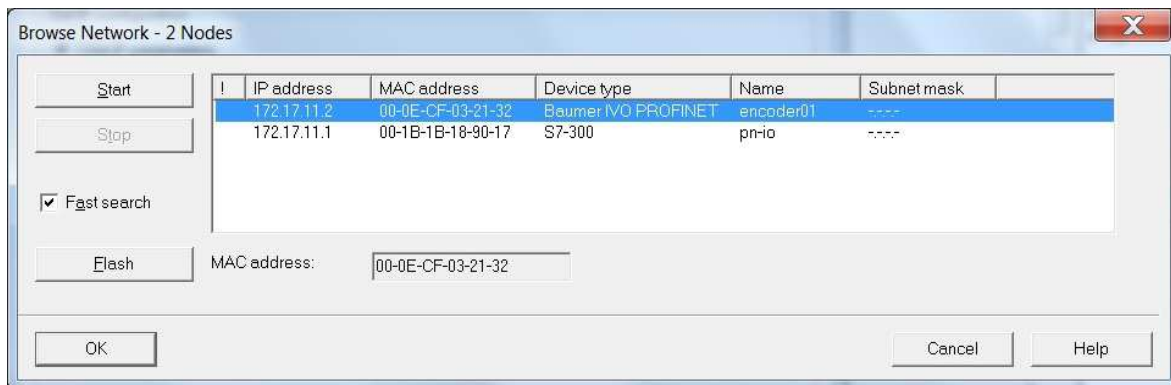 Browse Network - 2 Nodes
Start
! IP address MAC address Device type Name Subnet mask
172.17.11.2 00-0E-CF-03-21-32 Baumer IVO PROFINET encoder01 -.-.-.-
Stop
172.17.11.1 00-1B-1B-18-90-17 S7-300 pn-io -.-.-.-
Fast search
Flash
MAC address: 00-0E-CF-03-21-32
OK Cancel Help